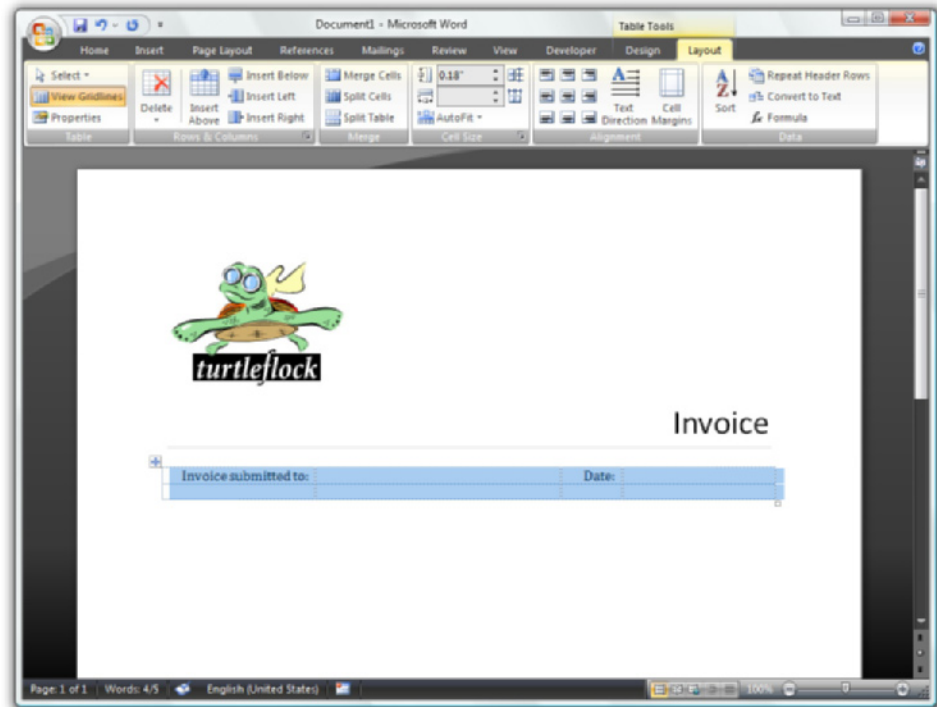 Document1 - Microsoft Word Table Tools
Home Insert Page Layout References Mailings Review View Developer Design Layout
Select Insert Below Merge Cells 0.18" Repeat Header Rows
View Gridlines Delete Insert Insert Left Split Cells Text Cell Sort Convert to Text
Properties Above Insert Right Split Table AutoFit Direction Margins Formula
Table Rows & Columns Merge Cell Size Alignment Data
turtleflock
Invoice
Invoice submitted to: Date:
Page: 1 of 1 Words: 4/5 English (United States) 100%